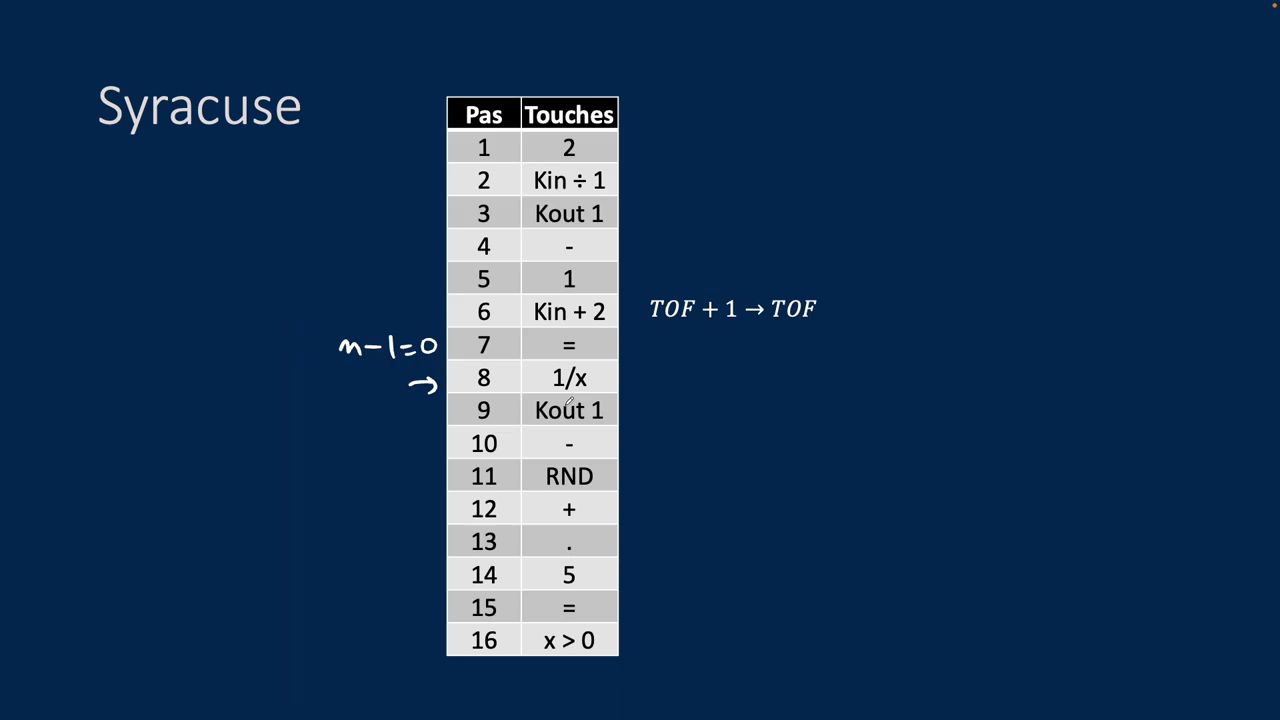 Syracuse
Pas Touches
1 2
2 Kin ÷ 1
3 Kout 1
4 -
5 1
6 Kin + 2
TOF + 1 → TOF
n-1=0
7 =
→
8 1/x
9 Kout 1
10 -
11 RND
12 +
13 .
14 5
15 =
16 x > 0